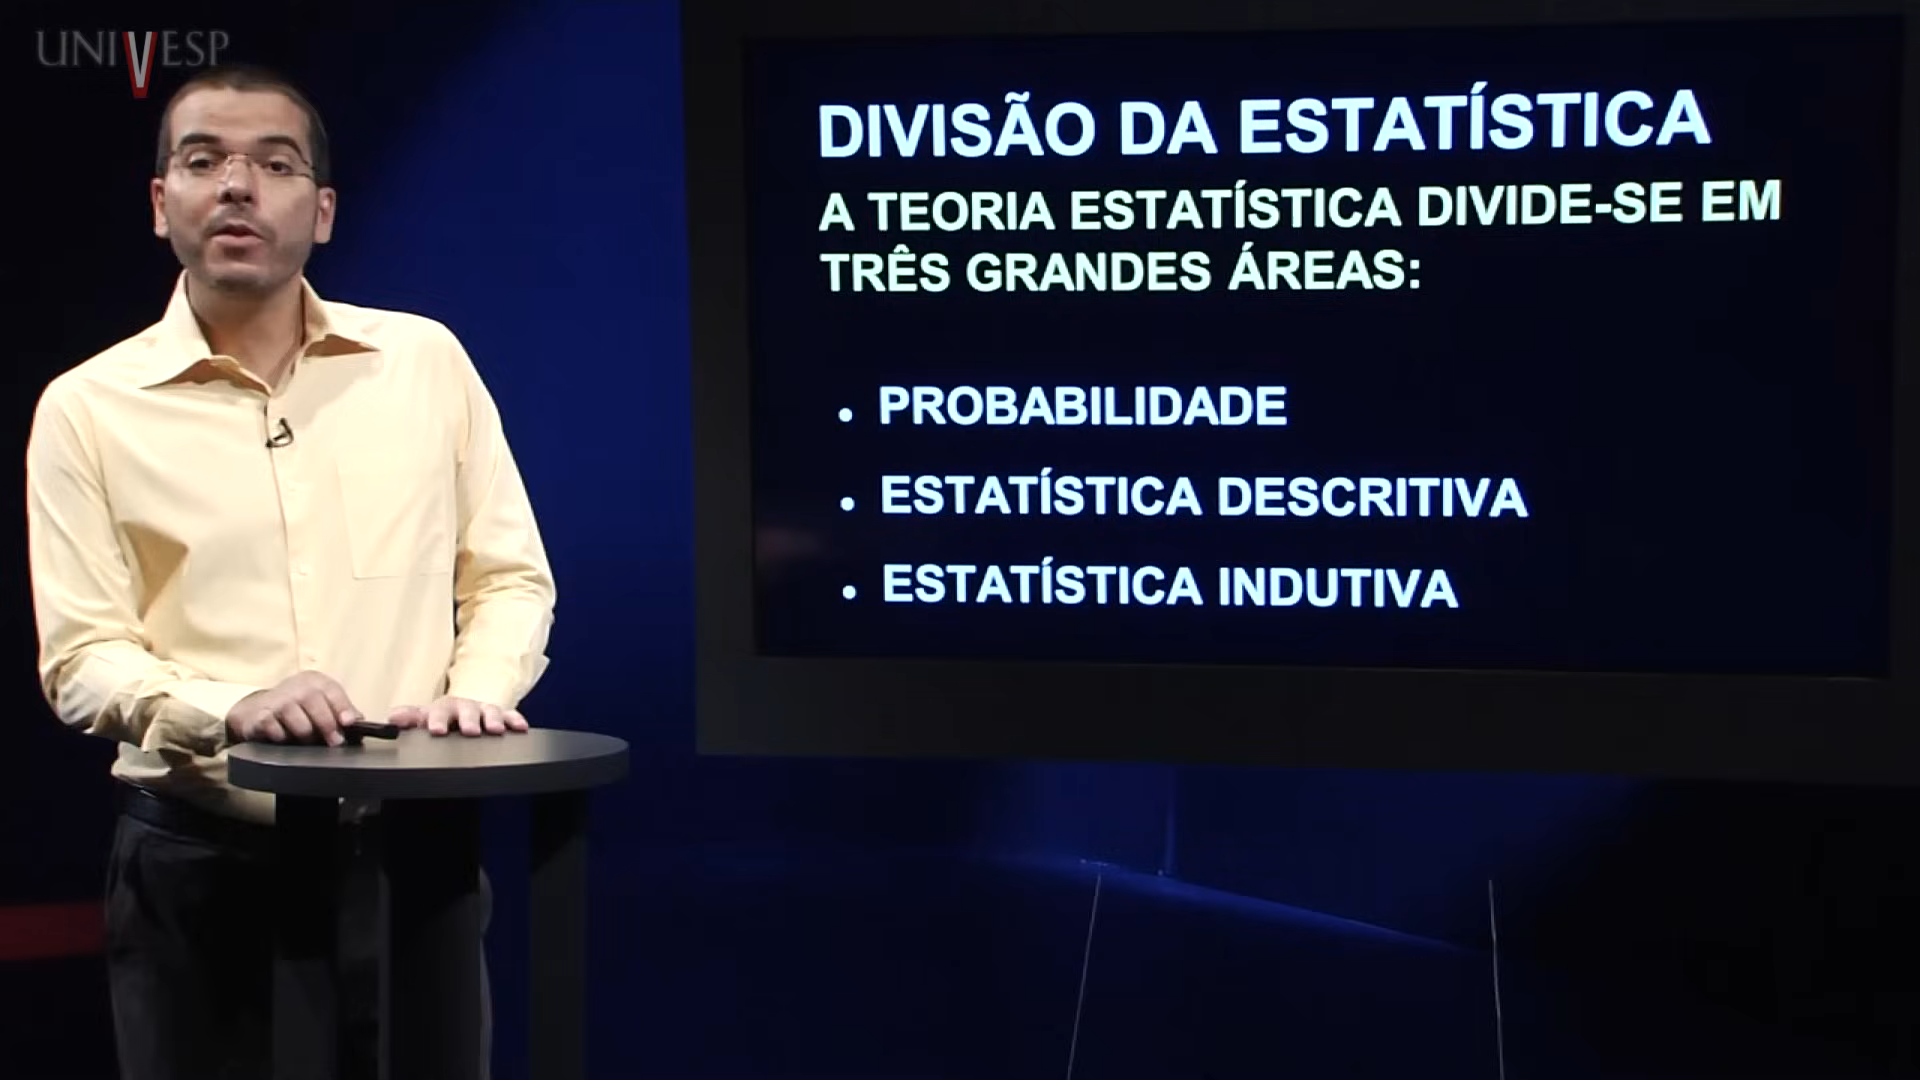 UNIVESP
DIVISÃO DA ESTATÍSTICA
A TEORIA ESTATÍSTICA DIVIDE-SE EM
TRÊS GRANDES ÁREAS:
• PROBABILIDADE
• ESTATÍSTICA DESCRITIVA
• ESTATÍSTICA INDUTIVA